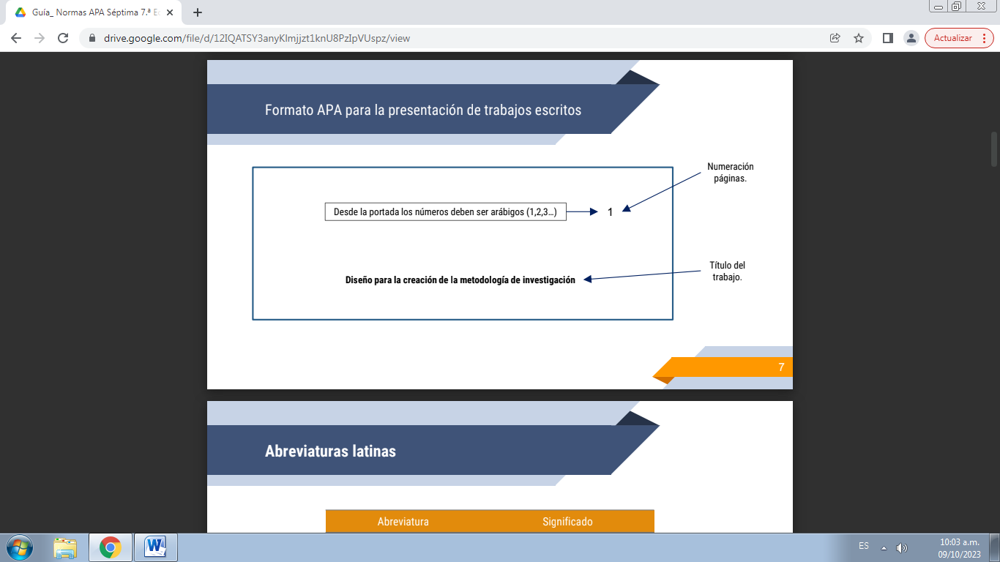 Guía_ Normas APA Séptima 7.ª Ed
drive.google.com/file/d/12IQATSY3anyKlmjjzt1knU8PzIpVUspz/view
Actualizar
Formato APA para la presentación de trabajos escritos
Numeración
páginas.
Desde la portada los números deben ser arábigos (1,2,3...)
1
Título del
trabajo.
Diseño para la creación de la metodología de investigación
7
Abreviaturas latinas
Abreviatura Significado
ES
10:03 a.m.
09/10/2023